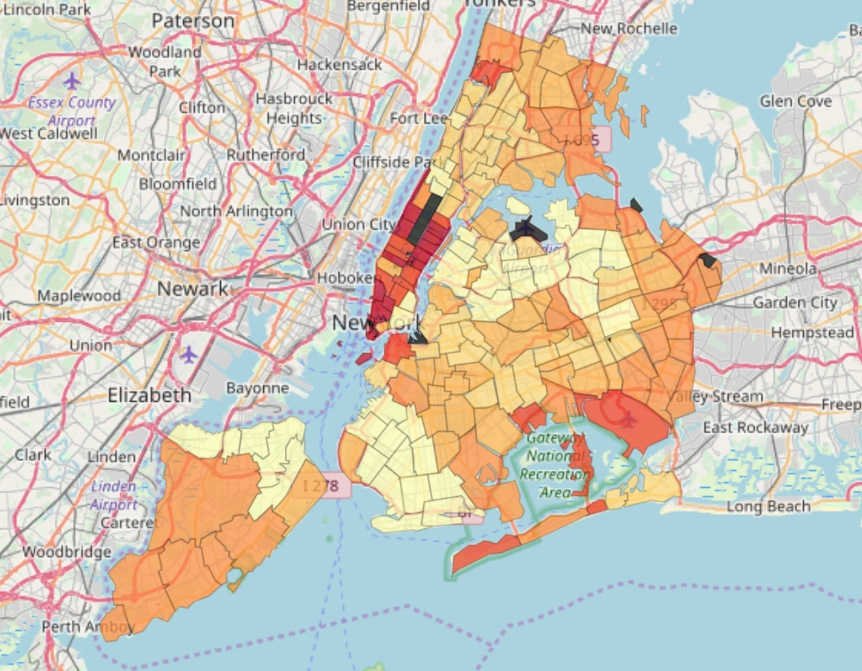 Lincoln Park
Bergenfield
Yonkers
Paterson
New Rochelle
Woodland
Park
Hackensack
Essex County
Airport
Clifton
Hasbrouck
Heights
Fort Lee
Glen Cove
West Caldwell
I 695
Montclair
Rutherford
Cliffside Par
Bloomfield
Livingston
North Arlington
Union City
East Orange
Airport
Mineola
Hoboken
Maplewood
Newark
I 295
Garden City
New York
Hempstead
Union
Bayonne
Elizabeth
Valley Stream
Freep
field
East Rockaway
Clark
Linden
Gateway
National
Recreation
Area
Linden
Airport
I 278
Long Beach
Carteret
Woodbridge
Perth Amboy